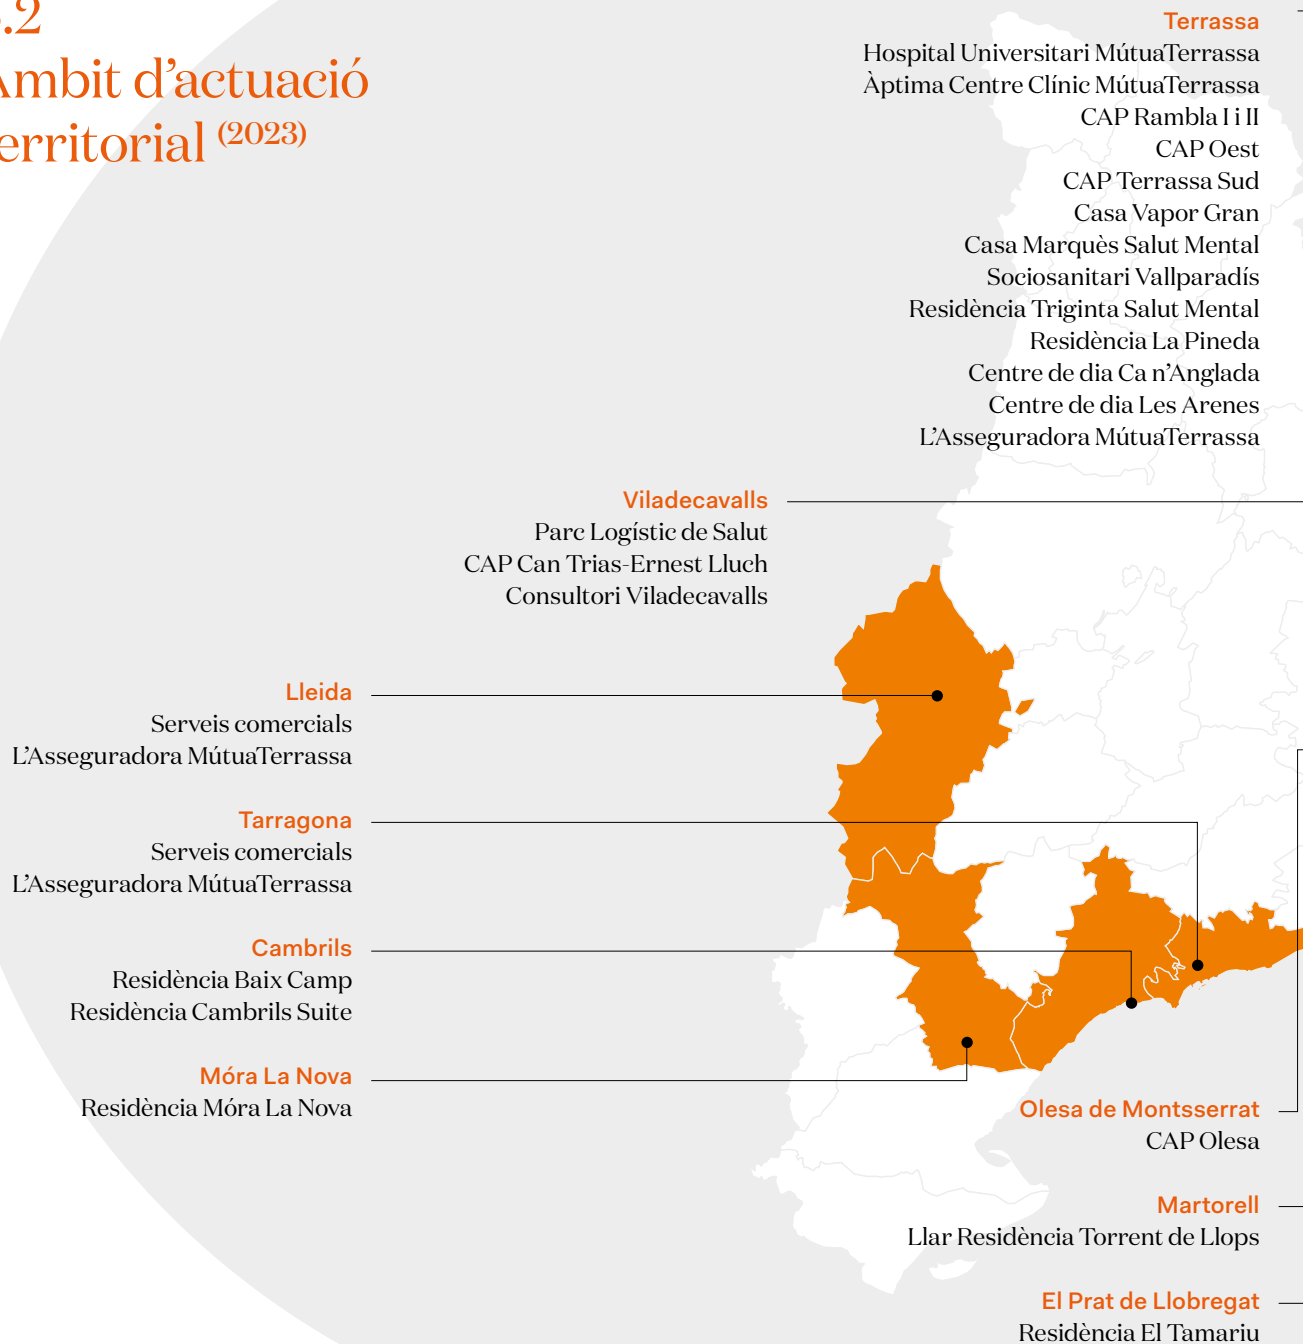 .2
Àmbit d’actuació
erritorial (2023)
Terrassa
Hospital Universitari MútuaTerrassa
Àptima Centre Clínic MútuaTerrassa
CAP Rambla I i II
CAP Oest
CAP Terrassa Sud
Casa Vapor Gran
Casa Marquès Salut Mental
Sociosanitari Vallparadís
Residència Triginta Salut Mental
Residència La Pineda
Centre de dia Ca n’Anglada
Centre de dia Les Arenes
L’Asseguradora MútuaTerrassa
Viladecavalls
Parc Logístic de Salut
CAP Can Trias-Ernest Lluch
Consultori Viladecavalls
Lleida
Serveis comercials
L’Asseguradora MútuaTerrassa
Tarragona
Serveis comercials
L’Asseguradora MútuaTerrassa
Cambrils
Residència Baix Camp
Residència Cambrils Suite
Móra La Nova
Residència Móra La Nova
Olesa de Montsserrat
CAP Olesa
Martorell
Llar Residència Torrent de Llops
El Prat de Llobregat
Residència El Tamariu